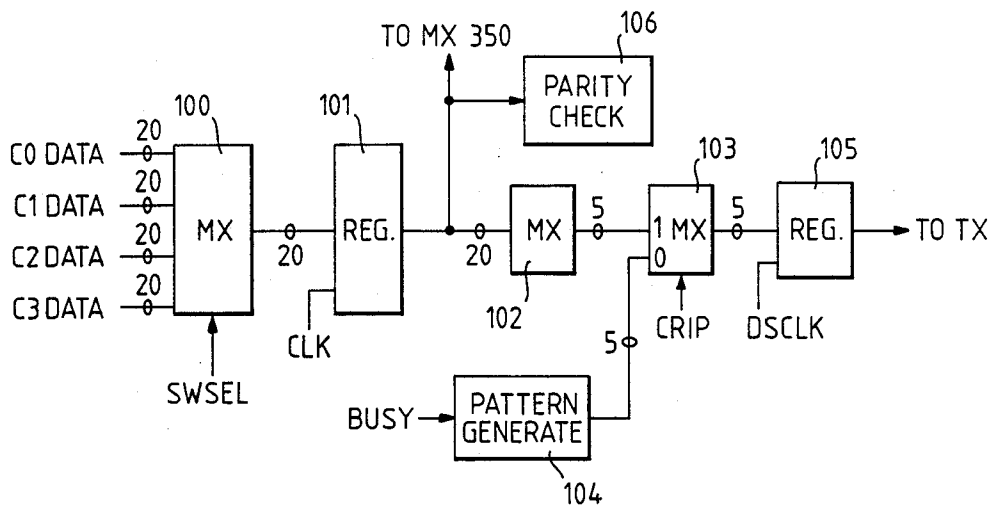 TO MX 350
106
PARITY
CHECK
100
101
20
C0 DATA
20
C1 DATA
20
C2 DATA
20
C3 DATA
MX
20
REG.
CLK
SWSEL
20
MX
102
5
103
1 MX
0
CRIP
5
105
REG.
DSCLK
TO TX
5
BUSY
PATTERN
GENERATE
104